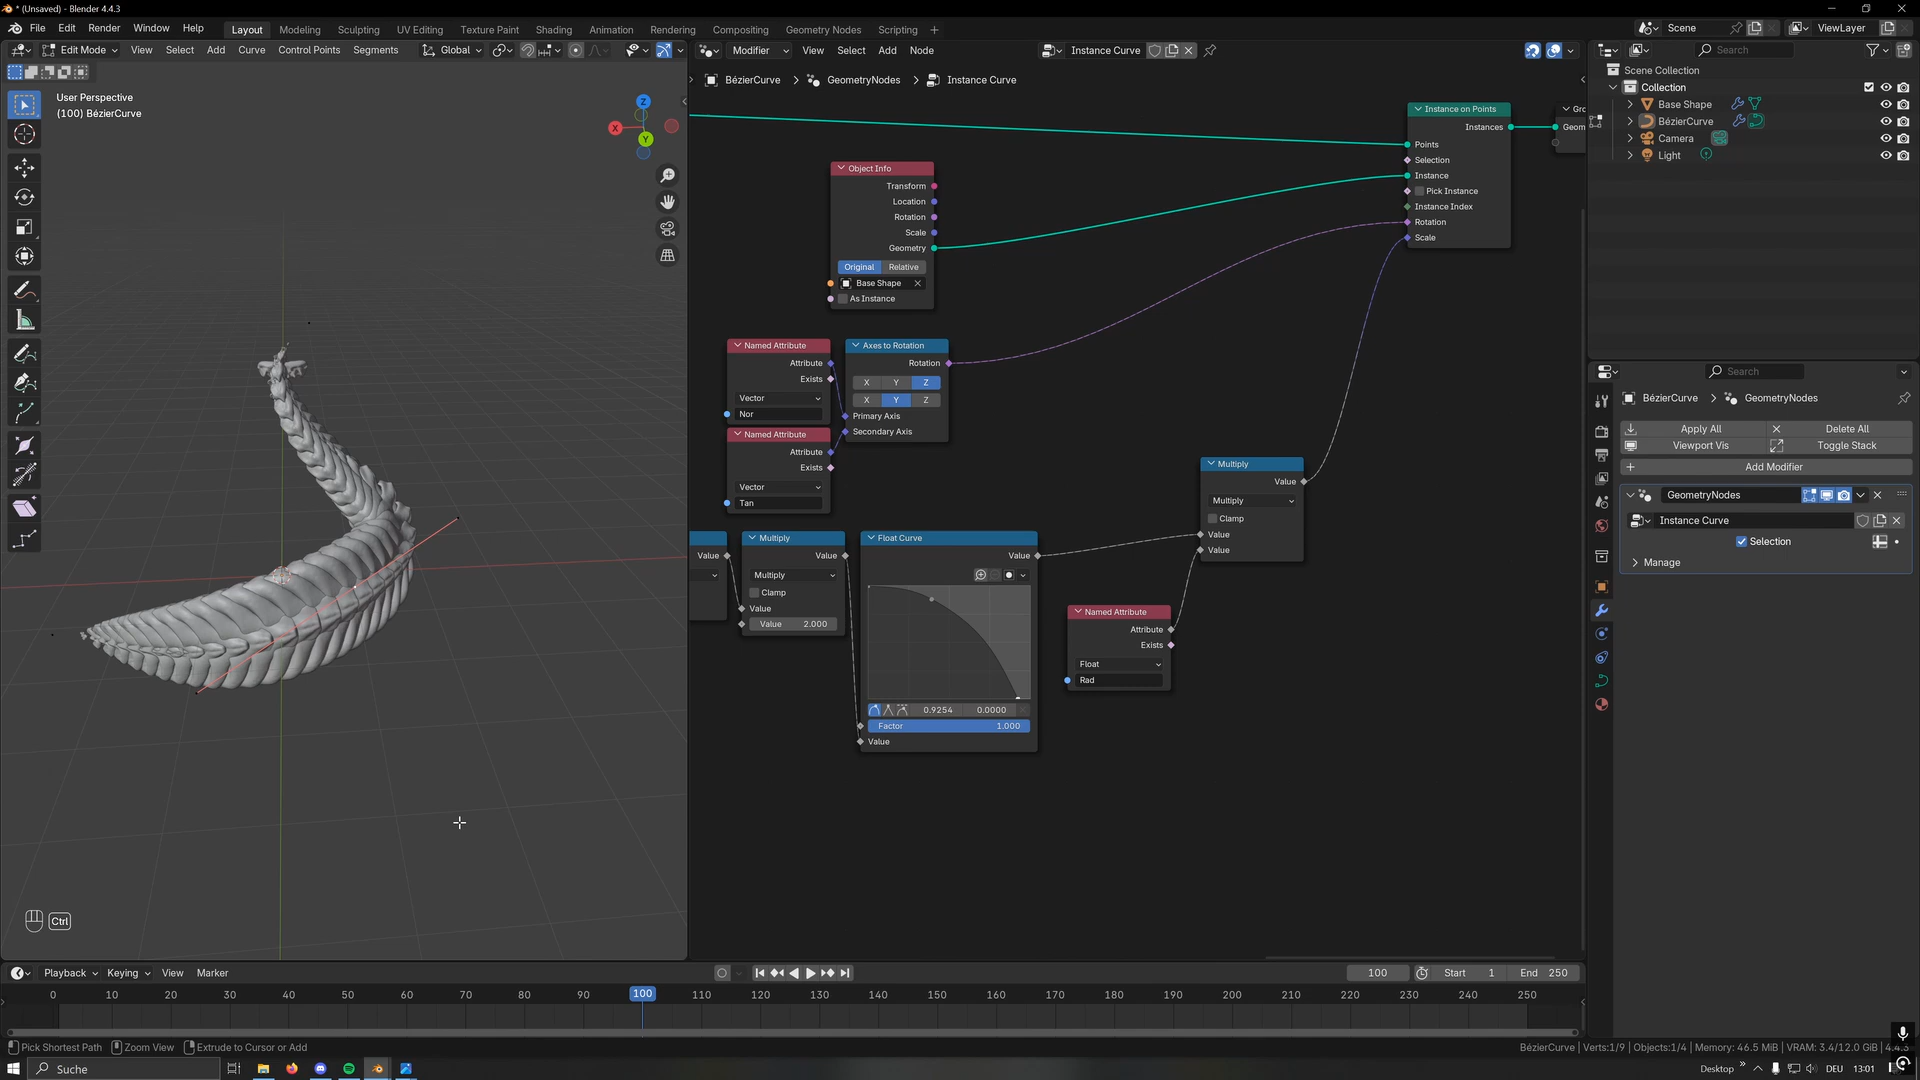 * (Unsaved) - Blender 4.4.3
File Edit Render Window Help
Layout Modeling Sculpting UV Editing Texture Paint Shading Animation Rendering Compositing Geometry Nodes Scripting +
Scene ViewLayer
Edit Mode View Select Add Curve Control Points Segments Global
Modifier View Select Add Node Instance Curve
Search
User Perspective
(100) BézierCurve
Z
X
Y
BézierCurve > GeometryNodes > Instance Curve
Object Info
Transform
Location
Rotation
Scale
Geometry
Original Relative
Base Shape
As Instance
Named Attribute
Attribute
Exists
Vector
Nor
Named Attribute
Attribute
Exists
Vector
Tan
Axes to Rotation
Rotation
X Y Z
X Y Z
Primary Axis
Secondary Axis
Value
Multiply
Value
Multiply
Clamp
Value
Value 2.000
Float Curve
Value
0.9254 0.0000
Factor 1.000
Value
Named Attribute
Attribute
Exists
Float
Rad
Multiply
Value
Multiply
Clamp
Value
Value
Instance on Points
Instances
Points
Selection
Instance
Pick Instance
Instance Index
Rotation
Scale
Gro
Geom
Scene Collection
Collection
Base Shape
BézierCurve
Camera
Light
Search
BézierCurve > GeometryNodes
Apply All Delete All
Viewport Vis Toggle Stack
Add Modifier
GeometryNodes
Instance Curve
Selection
Manage
Ctrl
Playback Keying View Marker
100 Start 1 End 250
0 10 20 30 40 50 60 70 80 90 100 110 120 130 140 150 160 170 180 190 200 210 220 230 240 250
Pick Shortest Path Zoom View Extrude to Cursor or Add
BézierCurve | Verts:1/9 | Objects:1/4 | Memory: 46.5 MiB | VRAM: 3.4/12.0 GiB | 4.4.3
Suche
Desktop DEU 13:01